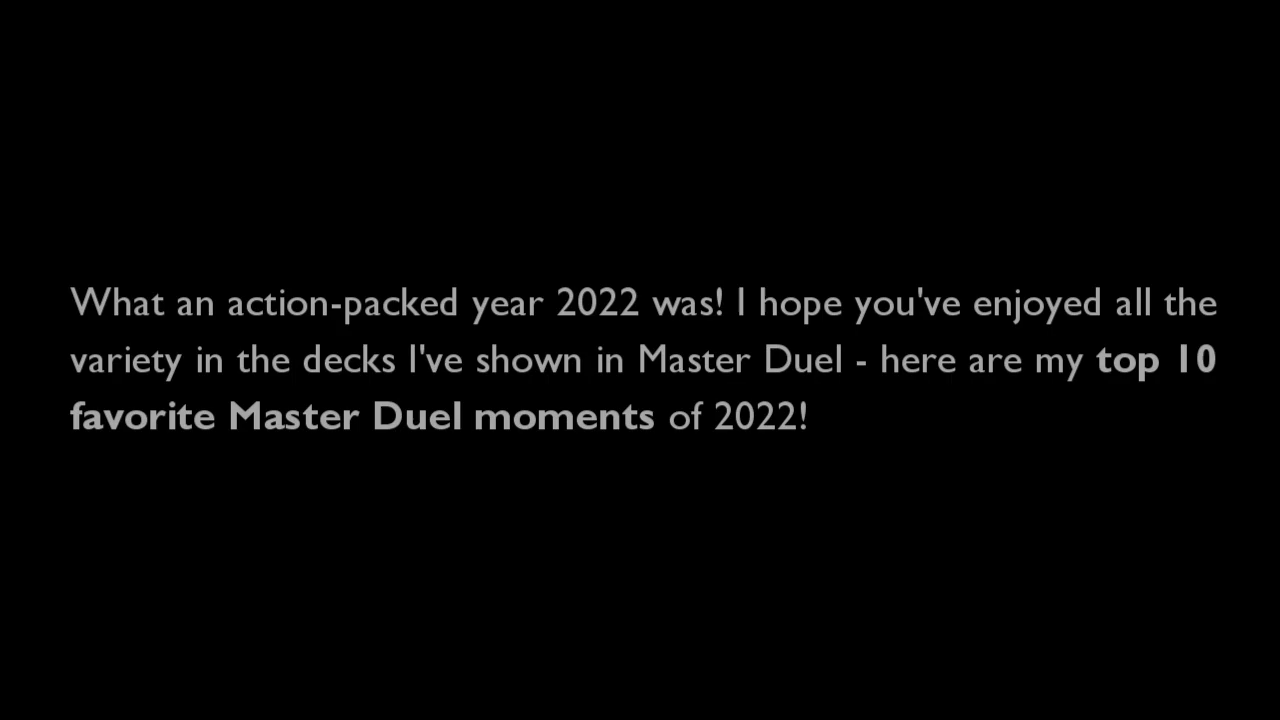 What an action-packed year 2022 was! I hope you've enjoyed all the
variety in the decks I've shown in Master Duel - here are my top 10
favorite Master Duel moments of 2022!